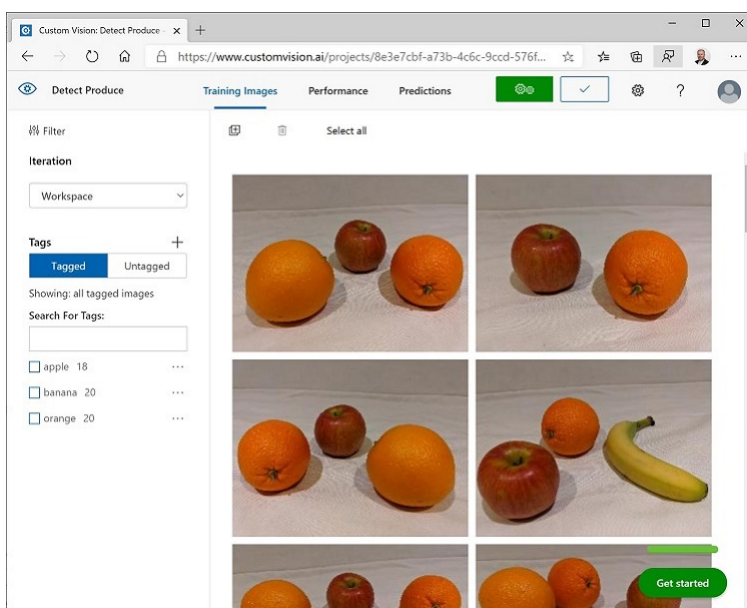 Custom Vision: Detect Produce -
https://www.customvision.ai/projects/8e3e7cbf-a73b-4c6c-9ccd-576f...
Detect Produce
Training Images
Performance
Predictions
?
Filter
Select all
Iteration
Workspace
Tags
Tagged
Untagged
Showing: all tagged images
Search For Tags:
apple 18
banana 20
orange 20
Get started